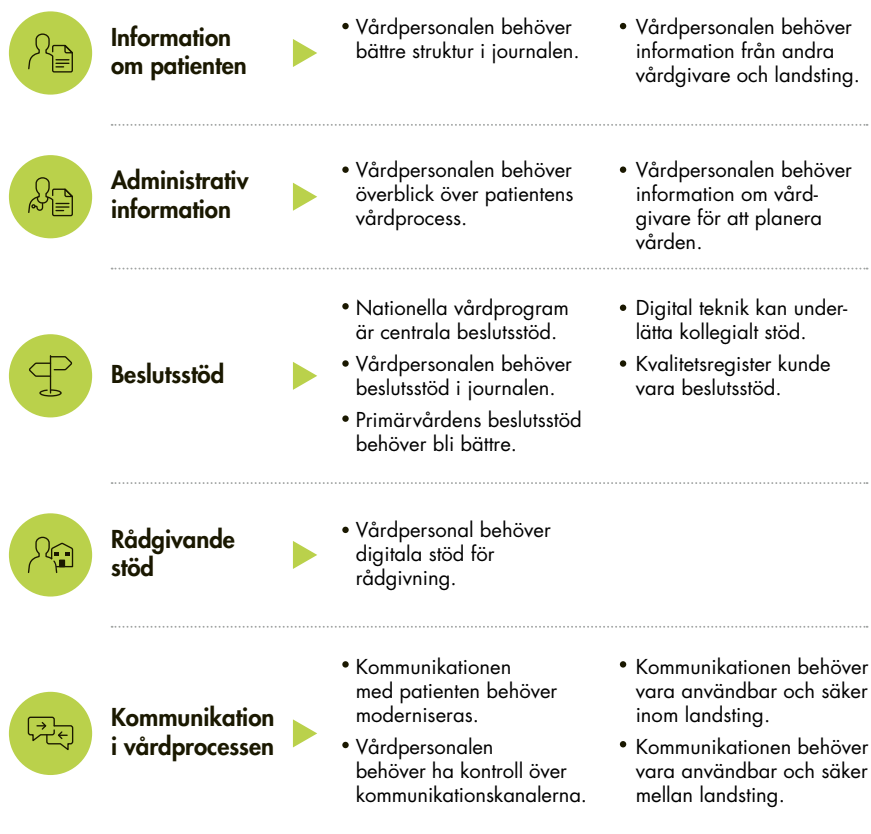 Information
om patienten
• Vårdpersonalen behöver
bättre struktur i journalen.
• Vårdpersonalen behöver
information från andra
vårdgivare och landsting.
Administrativ
information
• Vårdpersonalen behöver
överblick över patientens
vårdprocess.
• Vårdpersonalen behöver
information om vård-
givare för att planera
vården.
Beslutsstöd
• Nationella vårdprogram
är centrala beslutsstöd.
• Vårdpersonalen behöver
beslutsstöd i journalen.
• Primärvårdens beslutsstöd
behöver bli bättre.
• Digital teknik kan under-
lätta kollegialt stöd.
• Kvalitetsregister kunde
vara beslutsstöd.
Rådgivande
stöd
• Vårdpersonal behöver
digitala stöd för
rådgivning.
Kommunikation
i vårdprocessen
• Kommunikationen
med patienten behöver
moderniseras.
• Vårdpersonalen
behöver ha kontroll över
kommunikationskanalerna.
• Kommunikationen behöver
vara användbar och säker
inom landsting.
• Kommunikationen behöver
vara användbar och säker
mellan landsting.